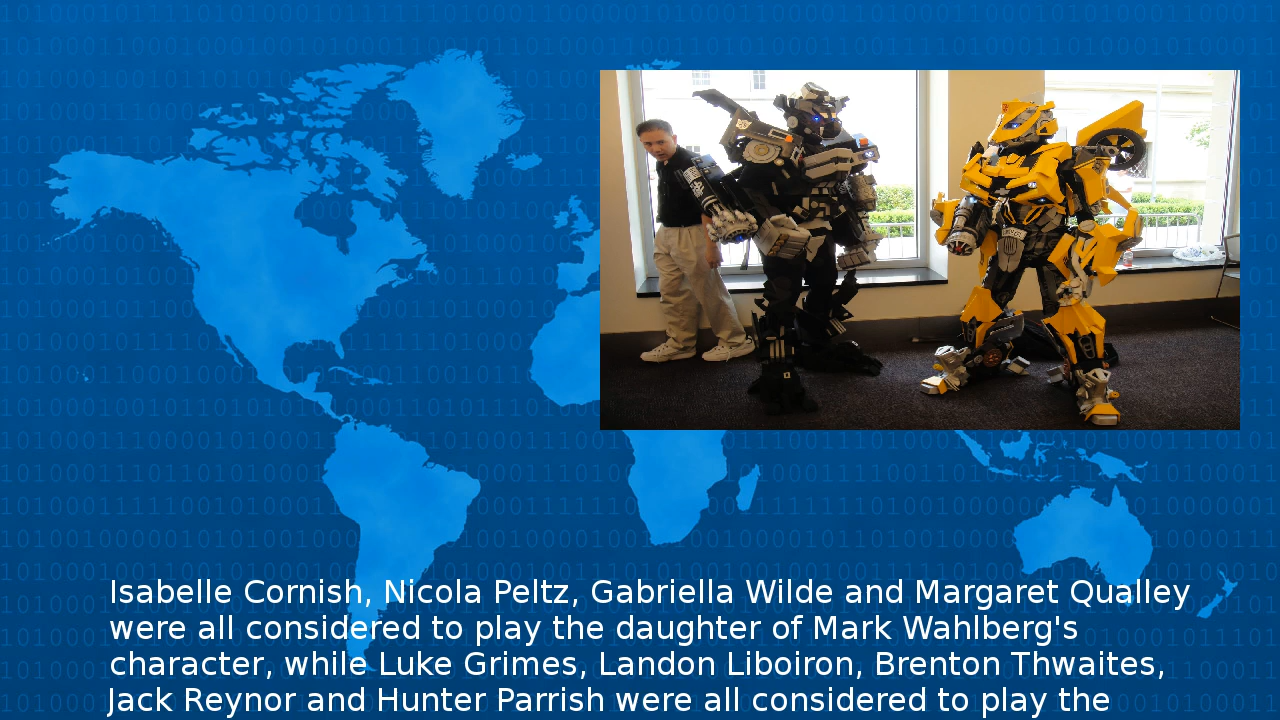 Isabelle Cornish, Nicola Peltz, Gabriella Wilde and Margaret Qualley
were all considered to play the daughter of Mark Wahlberg's
character, while Luke Grimes, Landon Liboiron, Brenton Thwaites,
Jack Reynor and Hunter Parrish were all considered to play the